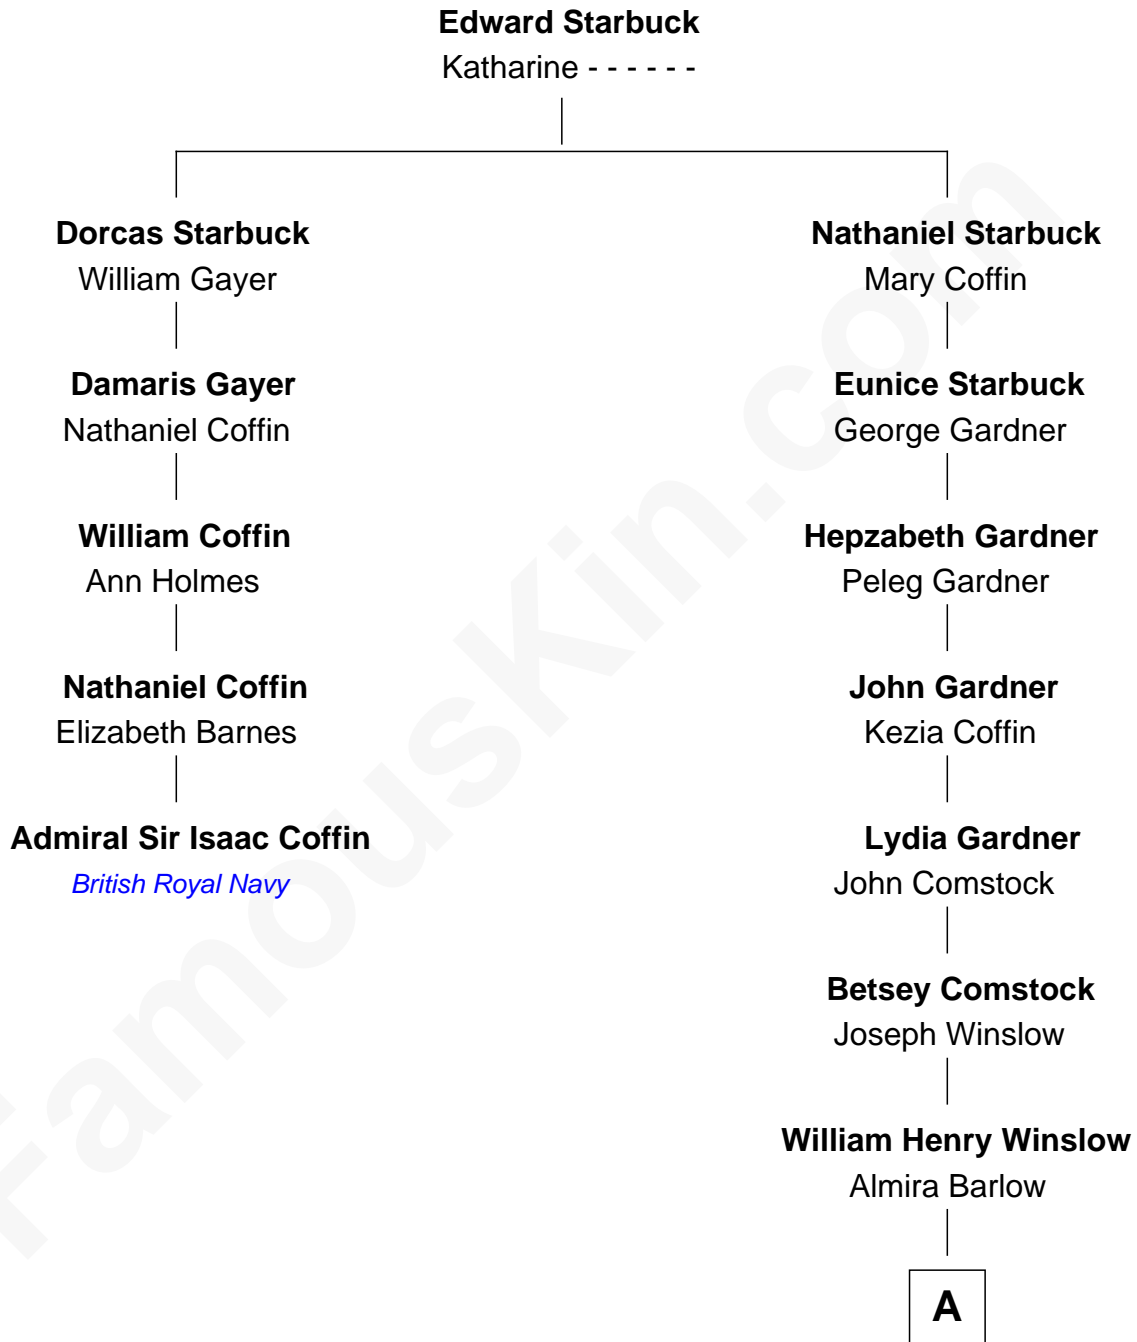 Edward Starbuck
Katharine - - - - - -
Dorcas Starbuck
William Gayer
Nathaniel Starbuck
Mary Coffin
Damaris Gayer
Nathaniel Coffin
Eunice Starbuck
George Gardner
William Coffin
Ann Holmes
Hepzabeth Gardner
Peleg Gardner
Nathaniel Coffin
Elizabeth Barnes
John Gardner
Kezia Coffin
Admiral Sir Isaac Coffin
British Royal Navy
Lydia Gardner
John Comstock
Betsey Comstock
Joseph Winslow
William Henry Winslow
Almira Barlow
A
FamousKin.com